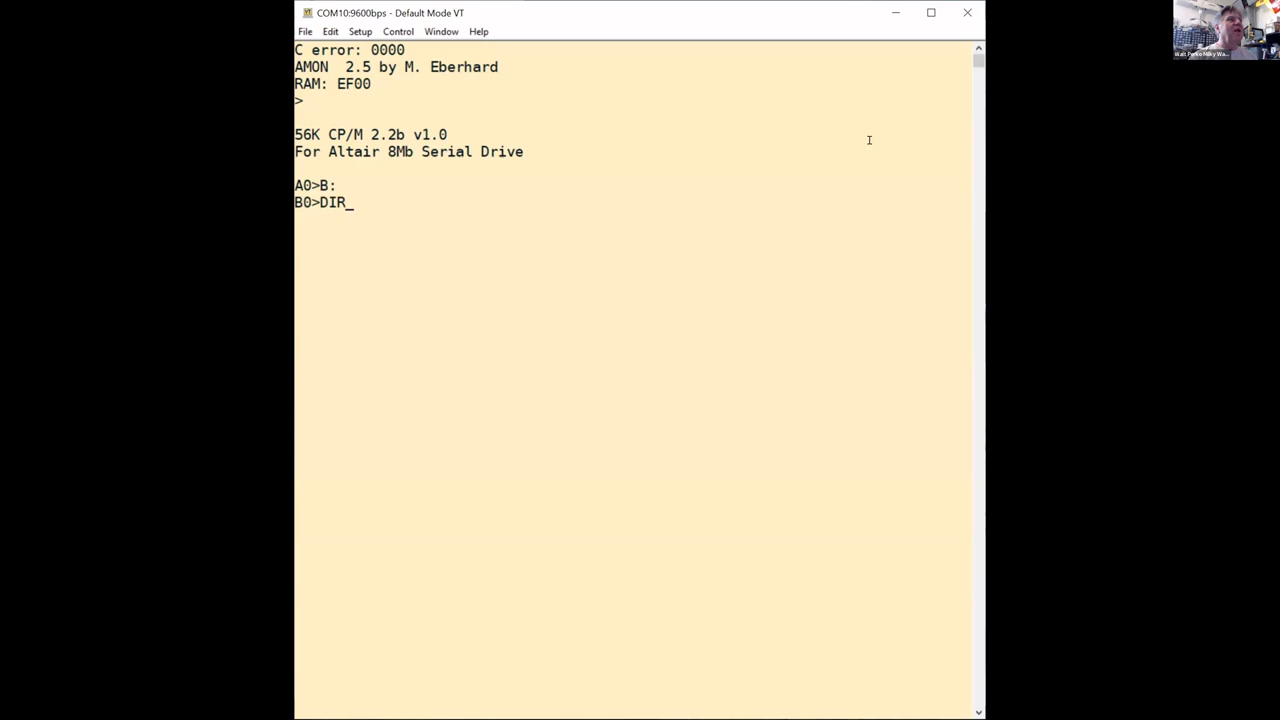 COM10:9600bps - Default Mode VT
File Edit Setup Control Window Help
C error: 0000
AMON  2.5 by M. Eberhard
RAM: EF00
>
56K CP/M 2.2b v1.0
For Altair 8Mb Serial Drive
A0>B:
B0>DIR_